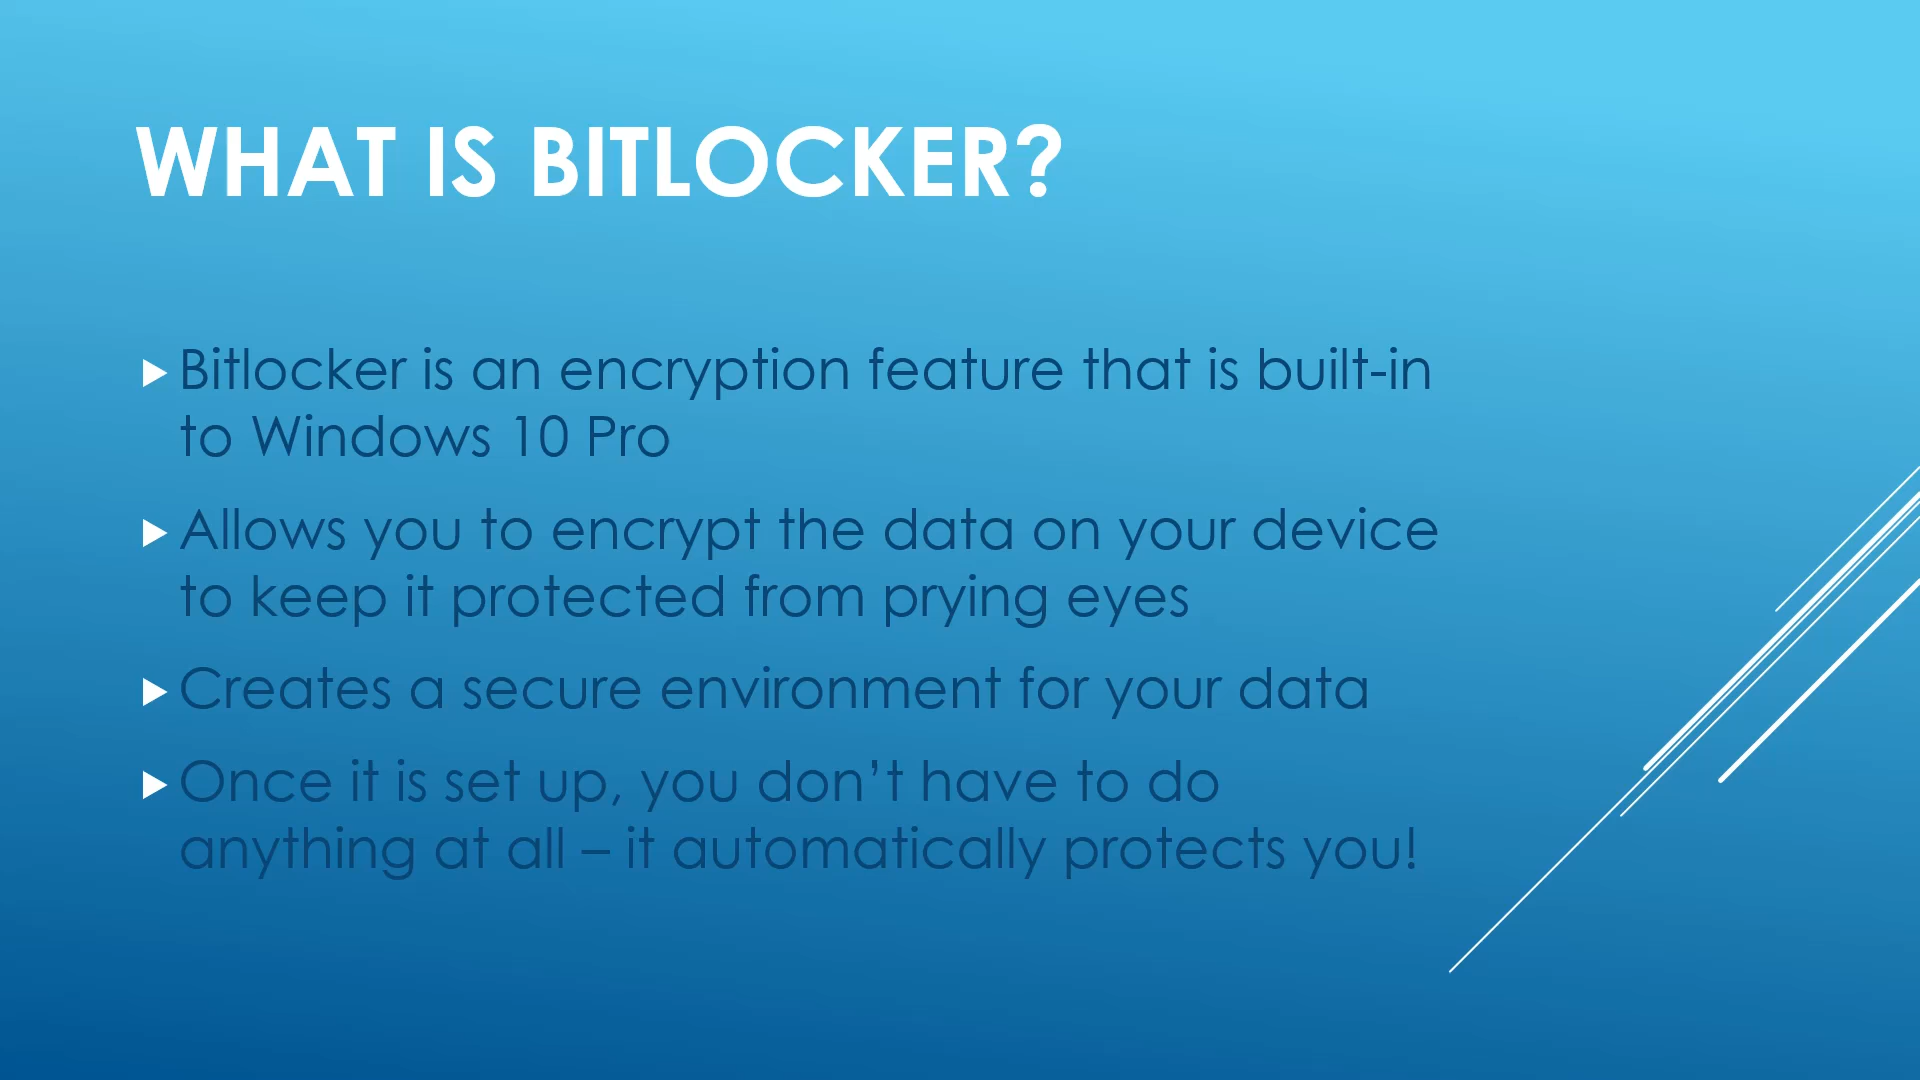 WHAT IS BITLOCKER?
Bitlocker is an encryption feature that is built-in
to Windows 10 Pro
Allows you to encrypt the data on your device
to keep it protected from prying eyes
Creates a secure environment for your data
Once it is set up, you don’t have to do
anything at all – it automatically protects you!